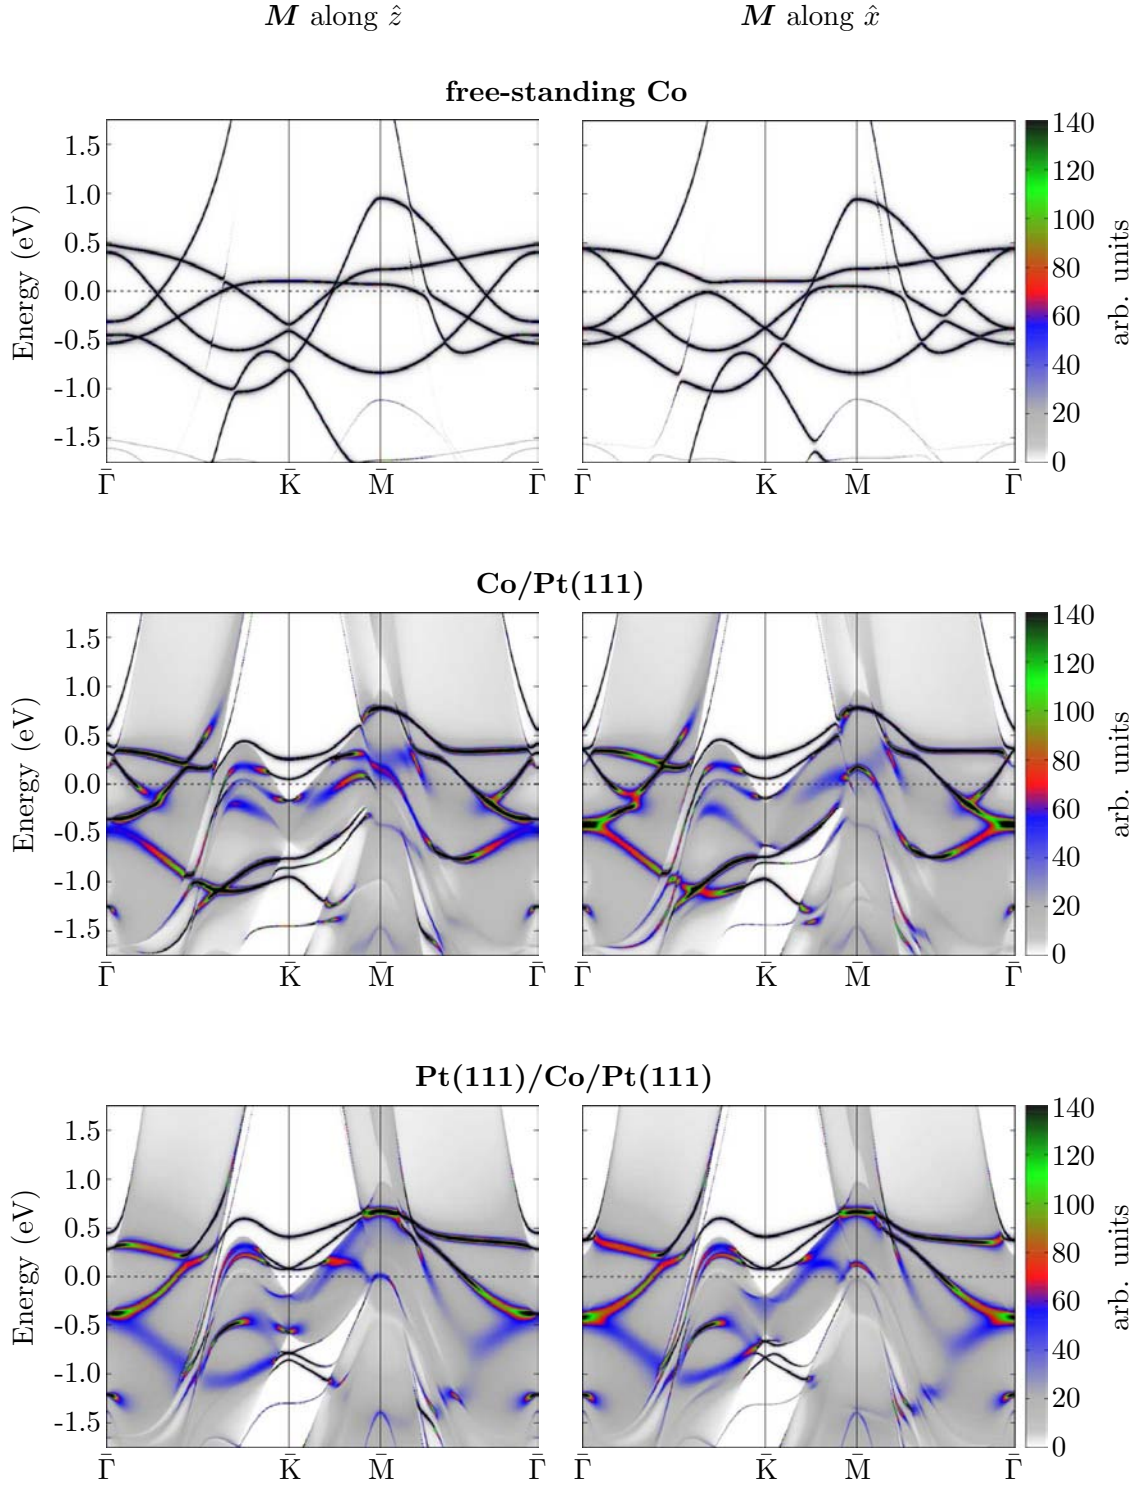 M along ẑ M along x̂
free-standing Co
1.5
1.0
0.5
0.0
-0.5
-1.0
-1.5
Energy (eV)
Γ̄ K̄ M̄ Γ̄
Γ̄ K̄ M̄ Γ̄
140
120
100
80
60
40
20
0
arb. units
Co/Pt(111)
1.5
1.0
0.5
0.0
-0.5
-1.0
-1.5
Energy (eV)
Γ̄ K̄ M̄ Γ̄
Γ̄ K̄ M̄ Γ̄
140
120
100
80
60
40
20
0
arb. units
Pt(111)/Co/Pt(111)
1.5
1.0
0.5
0.0
-0.5
-1.0
-1.5
Energy (eV)
Γ̄ K̄ M̄ Γ̄
Γ̄ K̄ M̄ Γ̄
140
120
100
80
60
40
20
0
arb. units